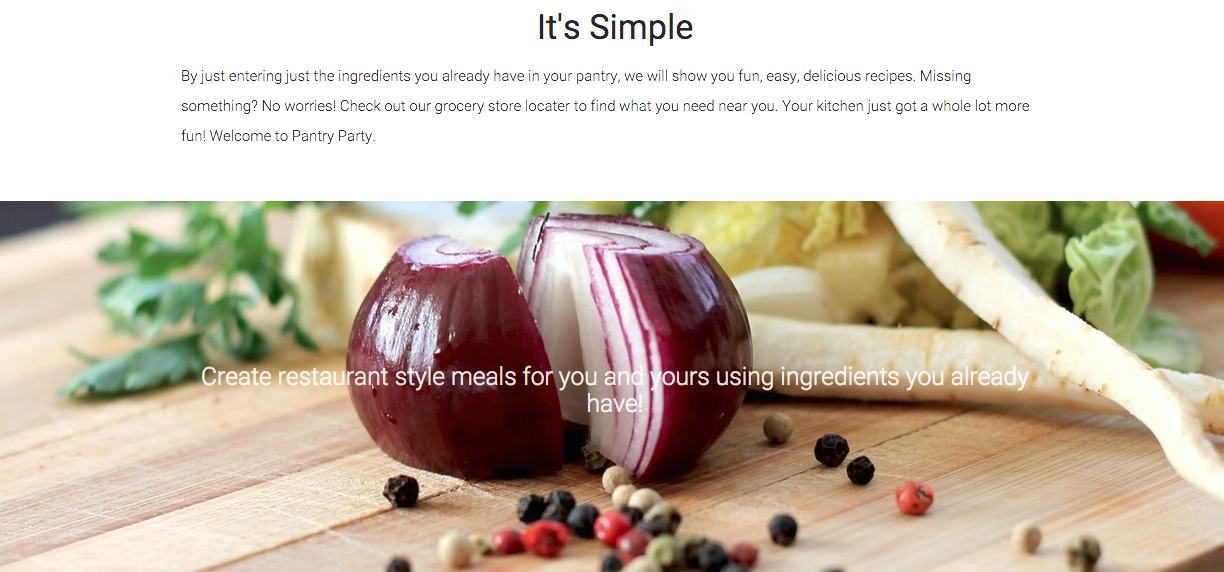 It's Simple
By just entering just the ingredients you already have in your pantry, we will show you fun, easy, delicious recipes. Missing
something? No worries! Check out our grocery store locater to find what you need near you. Your kitchen just got a whole lot more
fun! Welcome to Pantry Party.
Create restaurant style meals for you and yours using ingredients you already
have!